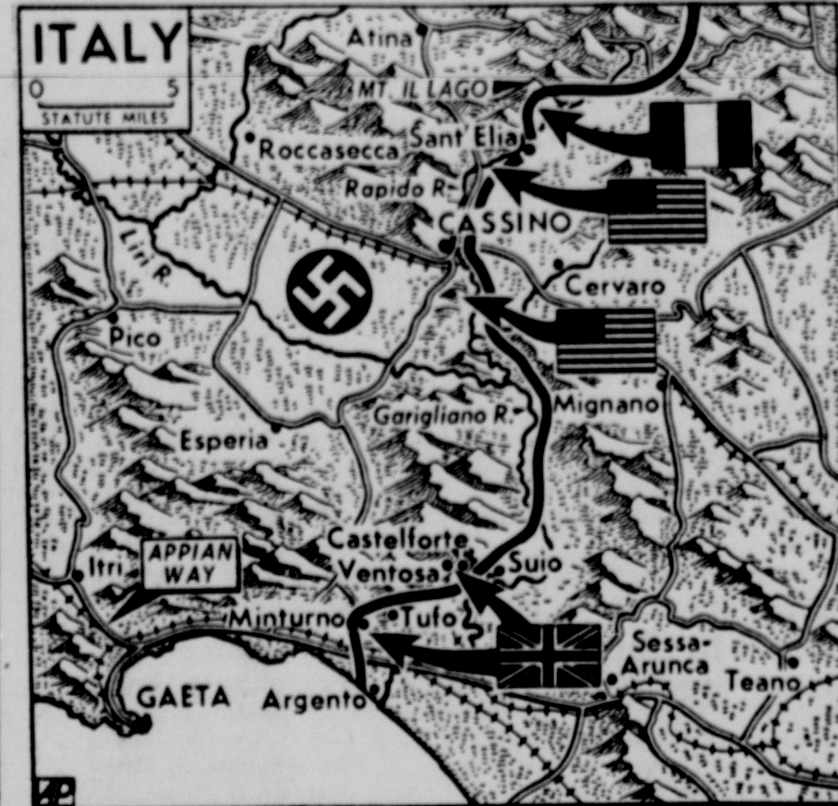 ITALY
0 5
STATUTE MILES
Atina
MT. IL LAGO
Sant' Elia
Roccasecca
Rapido R.
CASSINO
Liri R.
Cervaro
Pico
Mignano
Garigliano R.
Esperia
Castelforte
Suio
Ventosa
APPIAN
WAY
Itri
Minturno
Tufo
Sessa-
Arunca
Teano
GAETA
Argento
AP